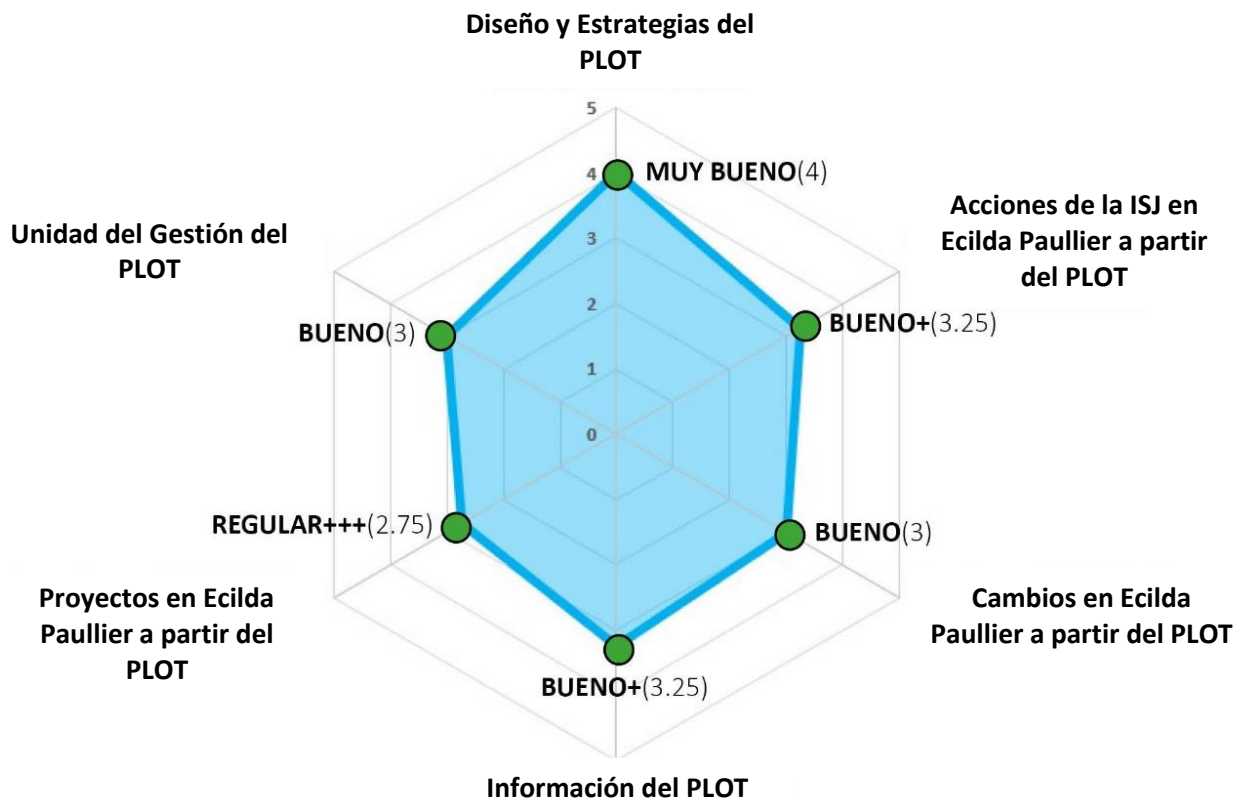 Diseño y Estrategias del
PLOT
5
4
MUY BUENO(4)
Acciones de la ISJ en
Ecilda Paullier a partir
del PLOT
Unidad del Gestión del
PLOT
3
BUENO+(3.25)
BUENO(3)
2
1
0
REGULAR+++(2.75)
BUENO(3)
Proyectos en Ecilda
Paullier a partir del
PLOT
Cambios en Ecilda
Paullier a partir del PLOT
BUENO+(3.25)
Información del PLOT